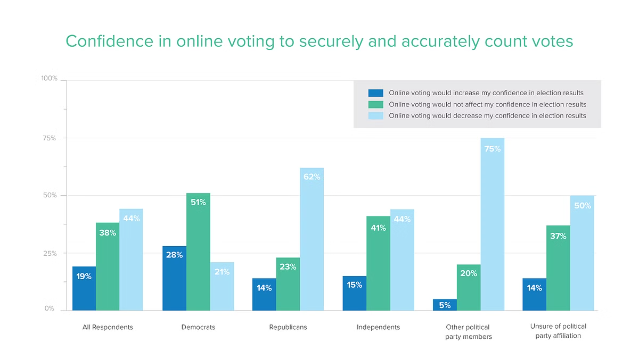 Confidence in online voting to securely and accurately count votes
100%
Online voting would increase my confidence in election results
Online voting would not affect my confidence in election results
Online voting would decrease my confidence in election results
75%
50%
25%
0%
19%
38%
44%
28%
51%
21%
14%
23%
62%
15%
41%
44%
5%
20%
75%
14%
37%
50%
All Respondents
Democrats
Republicans
Independents
Other political
party members
Unsure of political
party affiliation